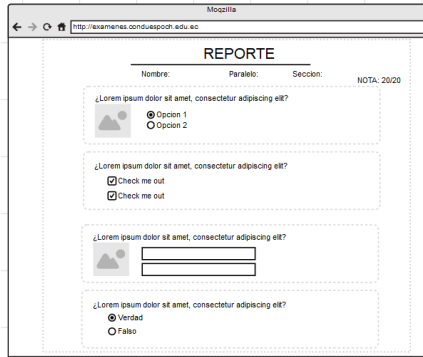 Moqzilla
http://examenes.conduespoch.edu.ec
REPORTE
Nombre: Paralelo: Seccion:
NOTA: 20/20
¿Lorem ipsum dolor sit amet, consectetur adipiscing elit?
Opcion 1
Opcion 2
¿Lorem ipsum dolor sit amet, consectetur adipiscing elit?
Check me out
Check me out
¿Lorem ipsum dolor sit amet, consectetur adipiscing elit?
¿Lorem ipsum dolor sit amet, consectetur adipiscing elit?
Verdad
Falso